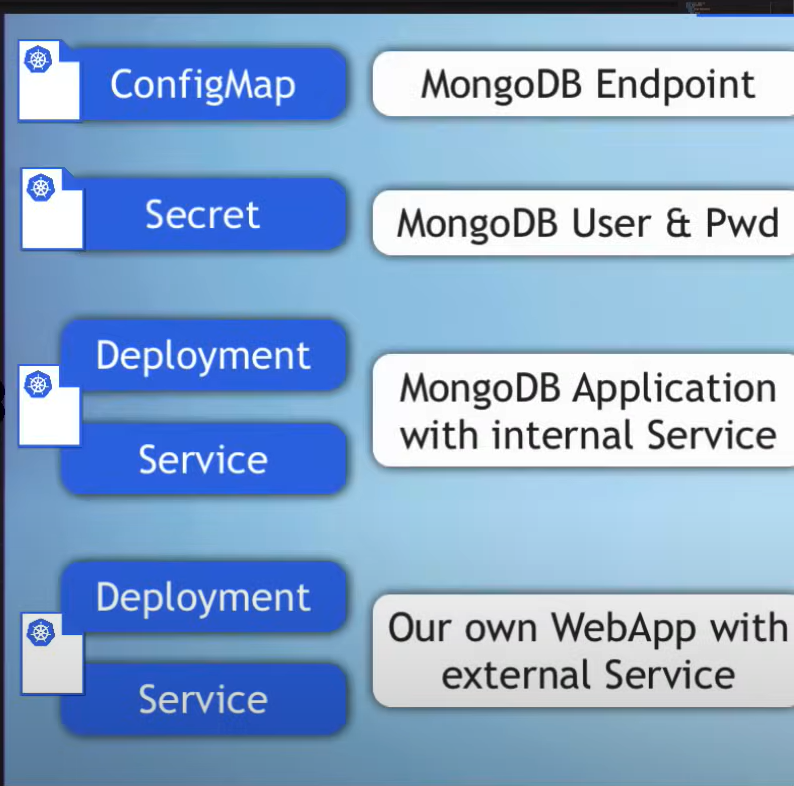 ConfigMap
MongoDB Endpoint
Secret
MongoDB User & Pwd
Deployment
Service
MongoDB Application
with internal Service
Deployment
Service
Our own WebApp with
external Service